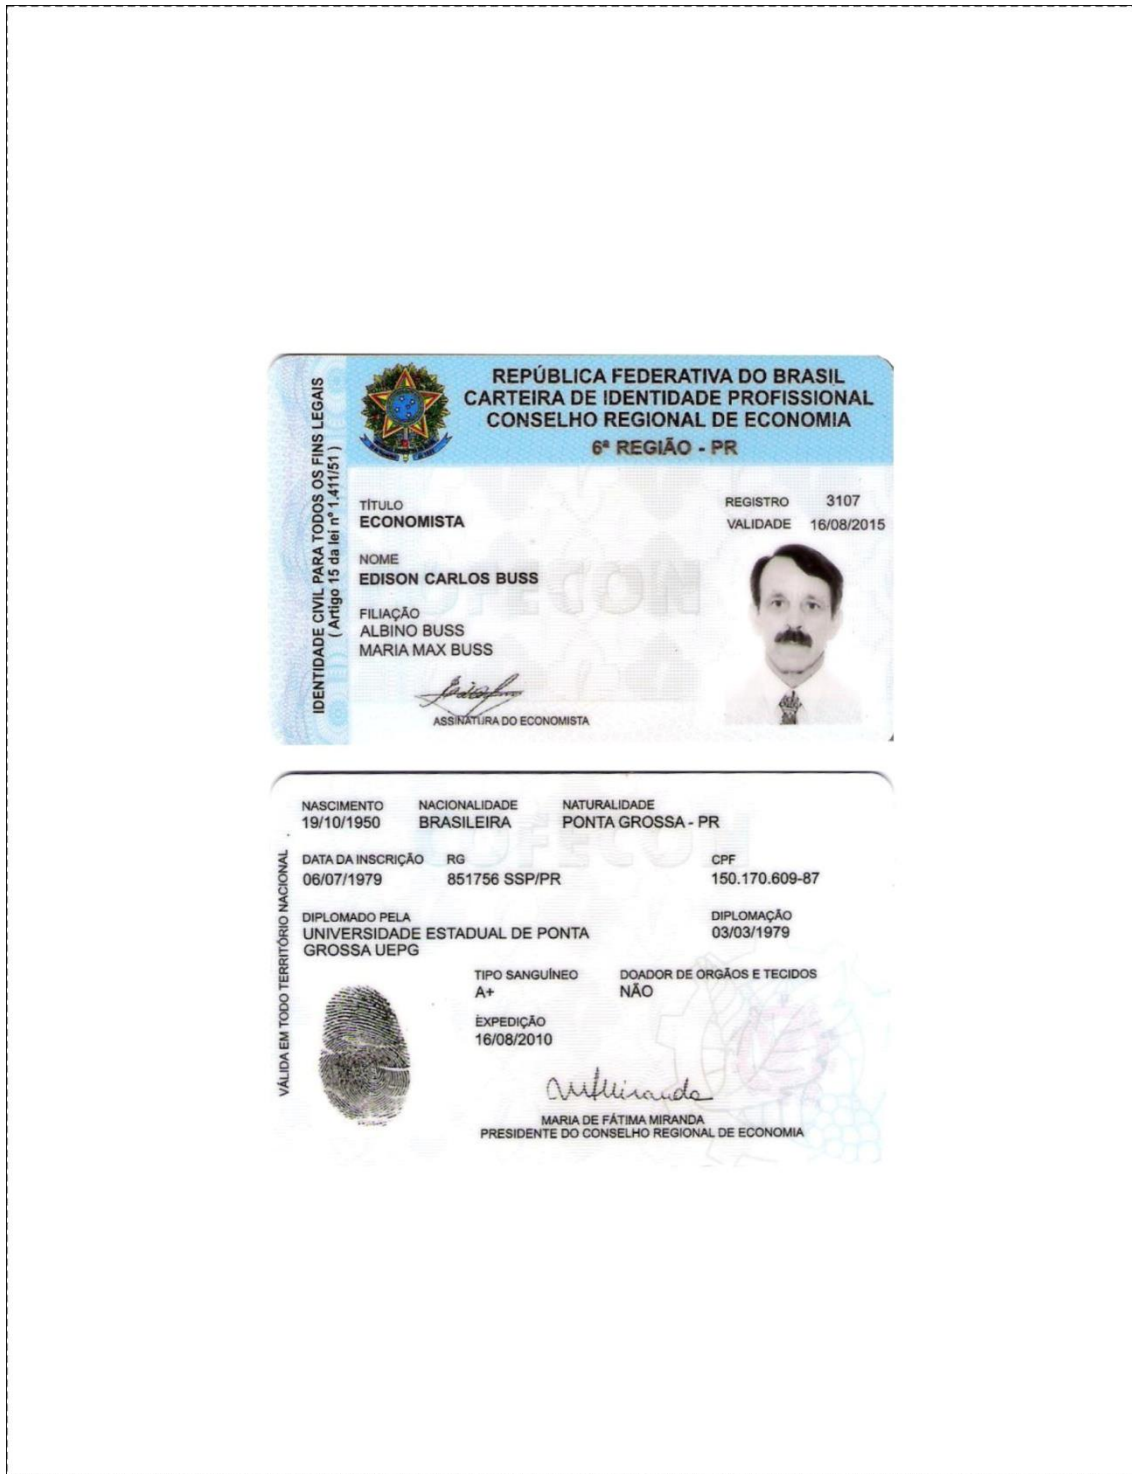 REPÚBLICA FEDERATIVA DO BRASIL
CARTEIRA DE IDENTIDADE PROFISSIONAL
CONSELHO REGIONAL DE ECONOMIA
6ª REGIÃO - PR
IDENTIDADE CIVIL PARA TODOS OS FINS LEGAIS
( Artigo 15 da lei nº 1.411/51 )
TÍTULO
ECONOMISTA
REGISTRO 3107
VALIDADE 16/08/2015
NOME
EDISON CARLOS BUSS
FILIAÇÃO
ALBINO BUSS
MARIA MAX BUSS
ASSINATURA DO ECONOMISTA
VÁLIDA EM TODO TERRITÓRIO NACIONAL
NASCIMENTO NACIONALIDADE NATURALIDADE
19/10/1950 BRASILEIRA PONTA GROSSA - PR
DATA DA INSCRIÇÃO RG CPF
06/07/1979 851756 SSP/PR 150.170.609-87
DIPLOMADO PELA DIPLOMAÇÃO
UNIVERSIDADE ESTADUAL DE PONTA 03/03/1979
GROSSA UEPG
TIPO SANGUÍNEO DOADOR DE ORGÃOS E TECIDOS
A+ NÃO
EXPEDIÇÃO
16/08/2010
MARIA DE FÁTIMA MIRANDA
PRESIDENTE DO CONSELHO REGIONAL DE ECONOMIA